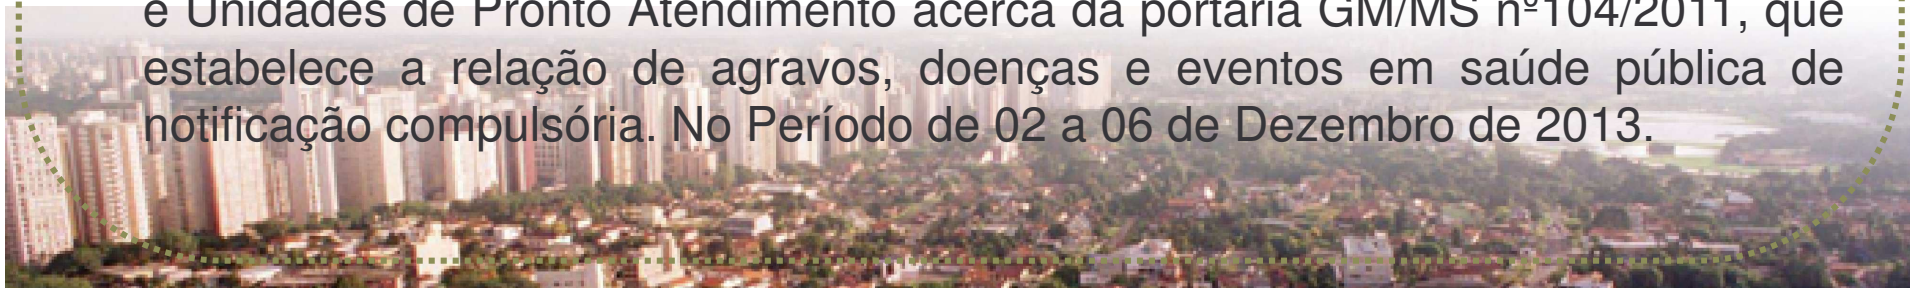 e Unidades de Pronto Atendimento acerca da portaria GM/MS nº104/2011, que
estabelece a relação de agravos, doenças e eventos em saúde pública de
notificação compulsória. No Período de 02 a 06 de Dezembro de 2013.